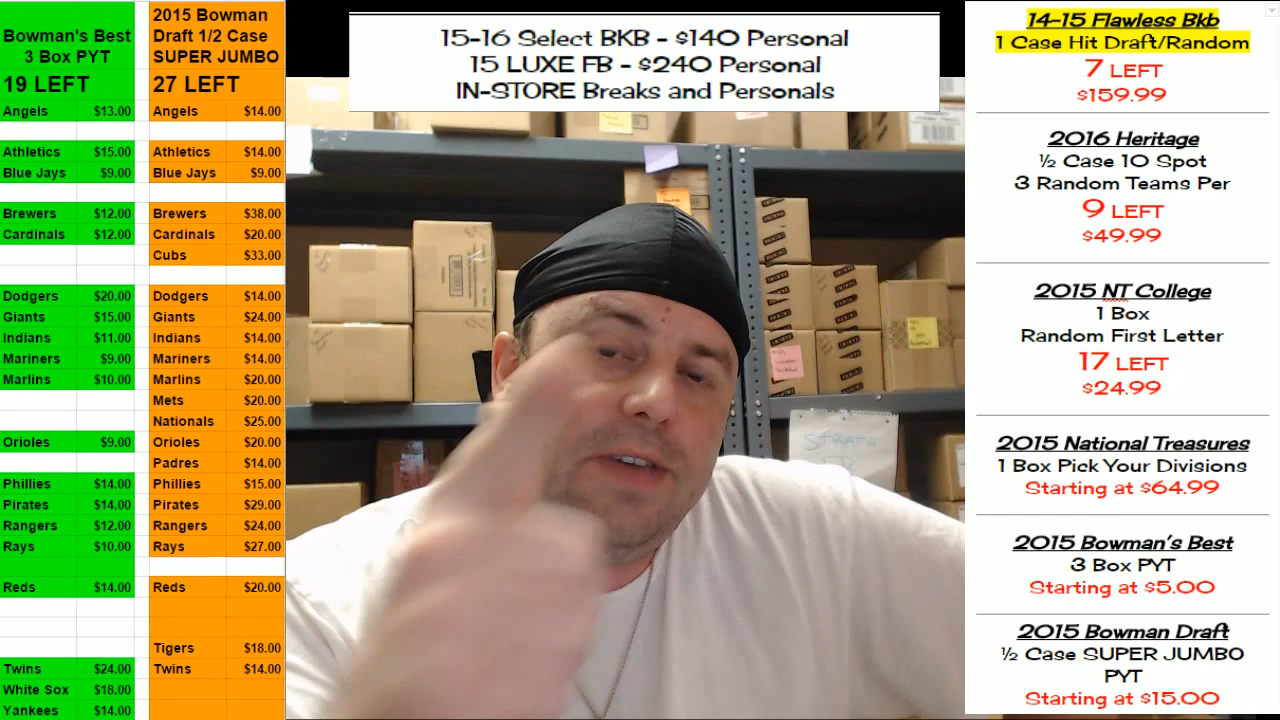 Bowman's Best
3 Box PYT
19 LEFT
Angels $13.00
Athletics $15.00
Blue Jays $9.00
Brewers $12.00
Cardinals $12.00
Dodgers $20.00
Giants $15.00
Indians $11.00
Mariners $9.00
Marlins $10.00
Orioles $9.00
Phillies $14.00
Pirates $14.00
Rangers $12.00
Rays $10.00
Reds $14.00
Twins $24.00
White Sox $18.00
Yankees $14.00
2015 Bowman
Draft 1/2 Case
SUPER JUMBO
27 LEFT
Angels $14.00
Athletics $14.00
Blue Jays $9.00
Brewers $38.00
Cardinals $20.00
Cubs $33.00
Dodgers $14.00
Giants $24.00
Indians $14.00
Mariners $14.00
Marlins $20.00
Mets $20.00
Nationals $25.00
Orioles $20.00
Padres $14.00
Phillies $15.00
Pirates $29.00
Rangers $24.00
Rays $27.00
Reds $20.00
Tigers $18.00
Twins $14.00
15-16 Select BKB - $140 Personal
15 LUXE FB - $240 Personal
IN-STORE Breaks and Personals
STRATA
PANINI
14-15 Flawless Bkb
1 Case Hit Draft/Random
7 LEFT
$159.99
2016 Heritage
½ Case 10 Spot
3 Random Teams Per
9 LEFT
$49.99
2015 NT College
1 Box
Random First Letter
17 LEFT
$24.99
2015 National Treasures
1 Box Pick Your Divisions
Starting at $64.99
2015 Bowman's Best
3 Box PYT
Starting at $5.00
2015 Bowman Draft
½ Case SUPER JUMBO
PYT
Starting at $15.00